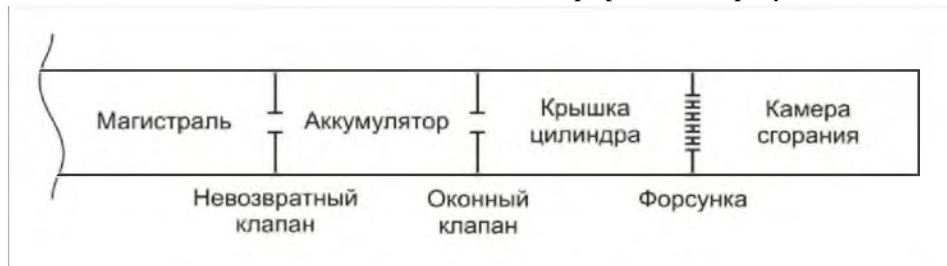 Магистраль
Аккумулятор
Крышка
цилиндра
Камера
сгорания
Невозвратный
клапан
Оконный
клапан
Форсунка